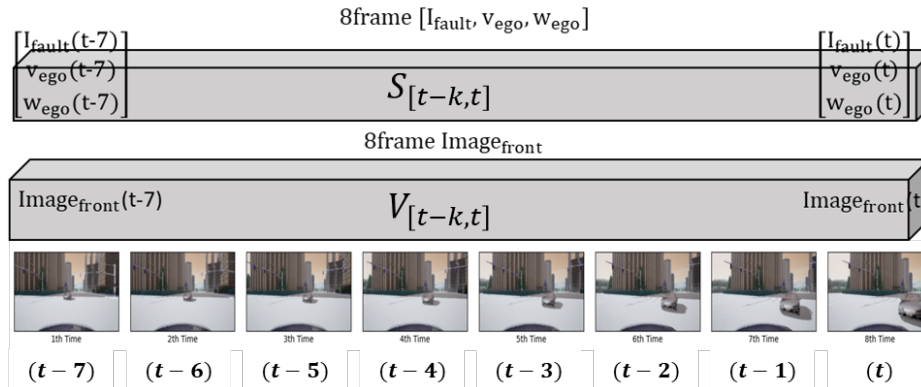 8frame [I_fault, v_ego, w_ego]
[I_fault(t-7) v_ego(t-7) w_ego(t-7)]
S_[t−k,t]
[I_fault(t) v_ego(t) w_ego(t)]
8frame Image_front
Image_front(t-7)
V_[t−k,t]
Image_front(t
1th Time 2th Time 3th Time 4th Time 5th Time 6th Time 7th Time 8th Time
(t − 7) (t − 6) (t − 5) (t − 4) (t − 3) (t − 2) (t − 1) (t)